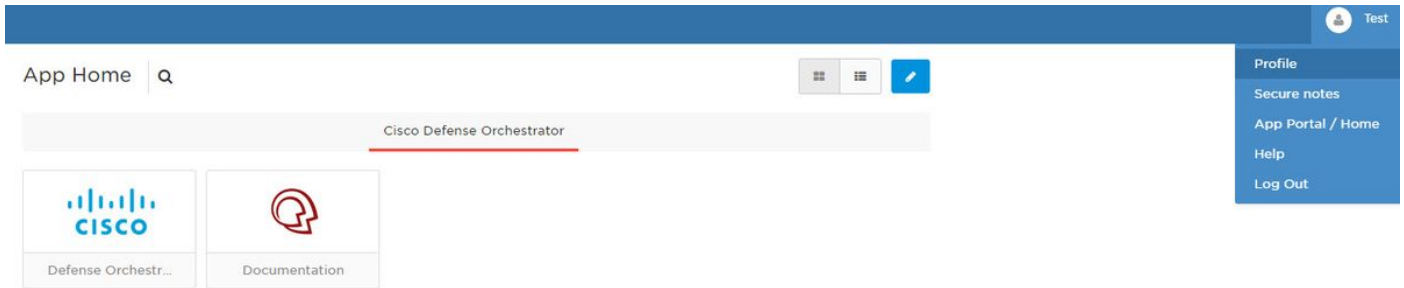 Test
App Home
Profile
Secure notes
App Portal / Home
Help
Log Out
Cisco Defense Orchestrator
CISCO
Defense Orchestr...
Documentation